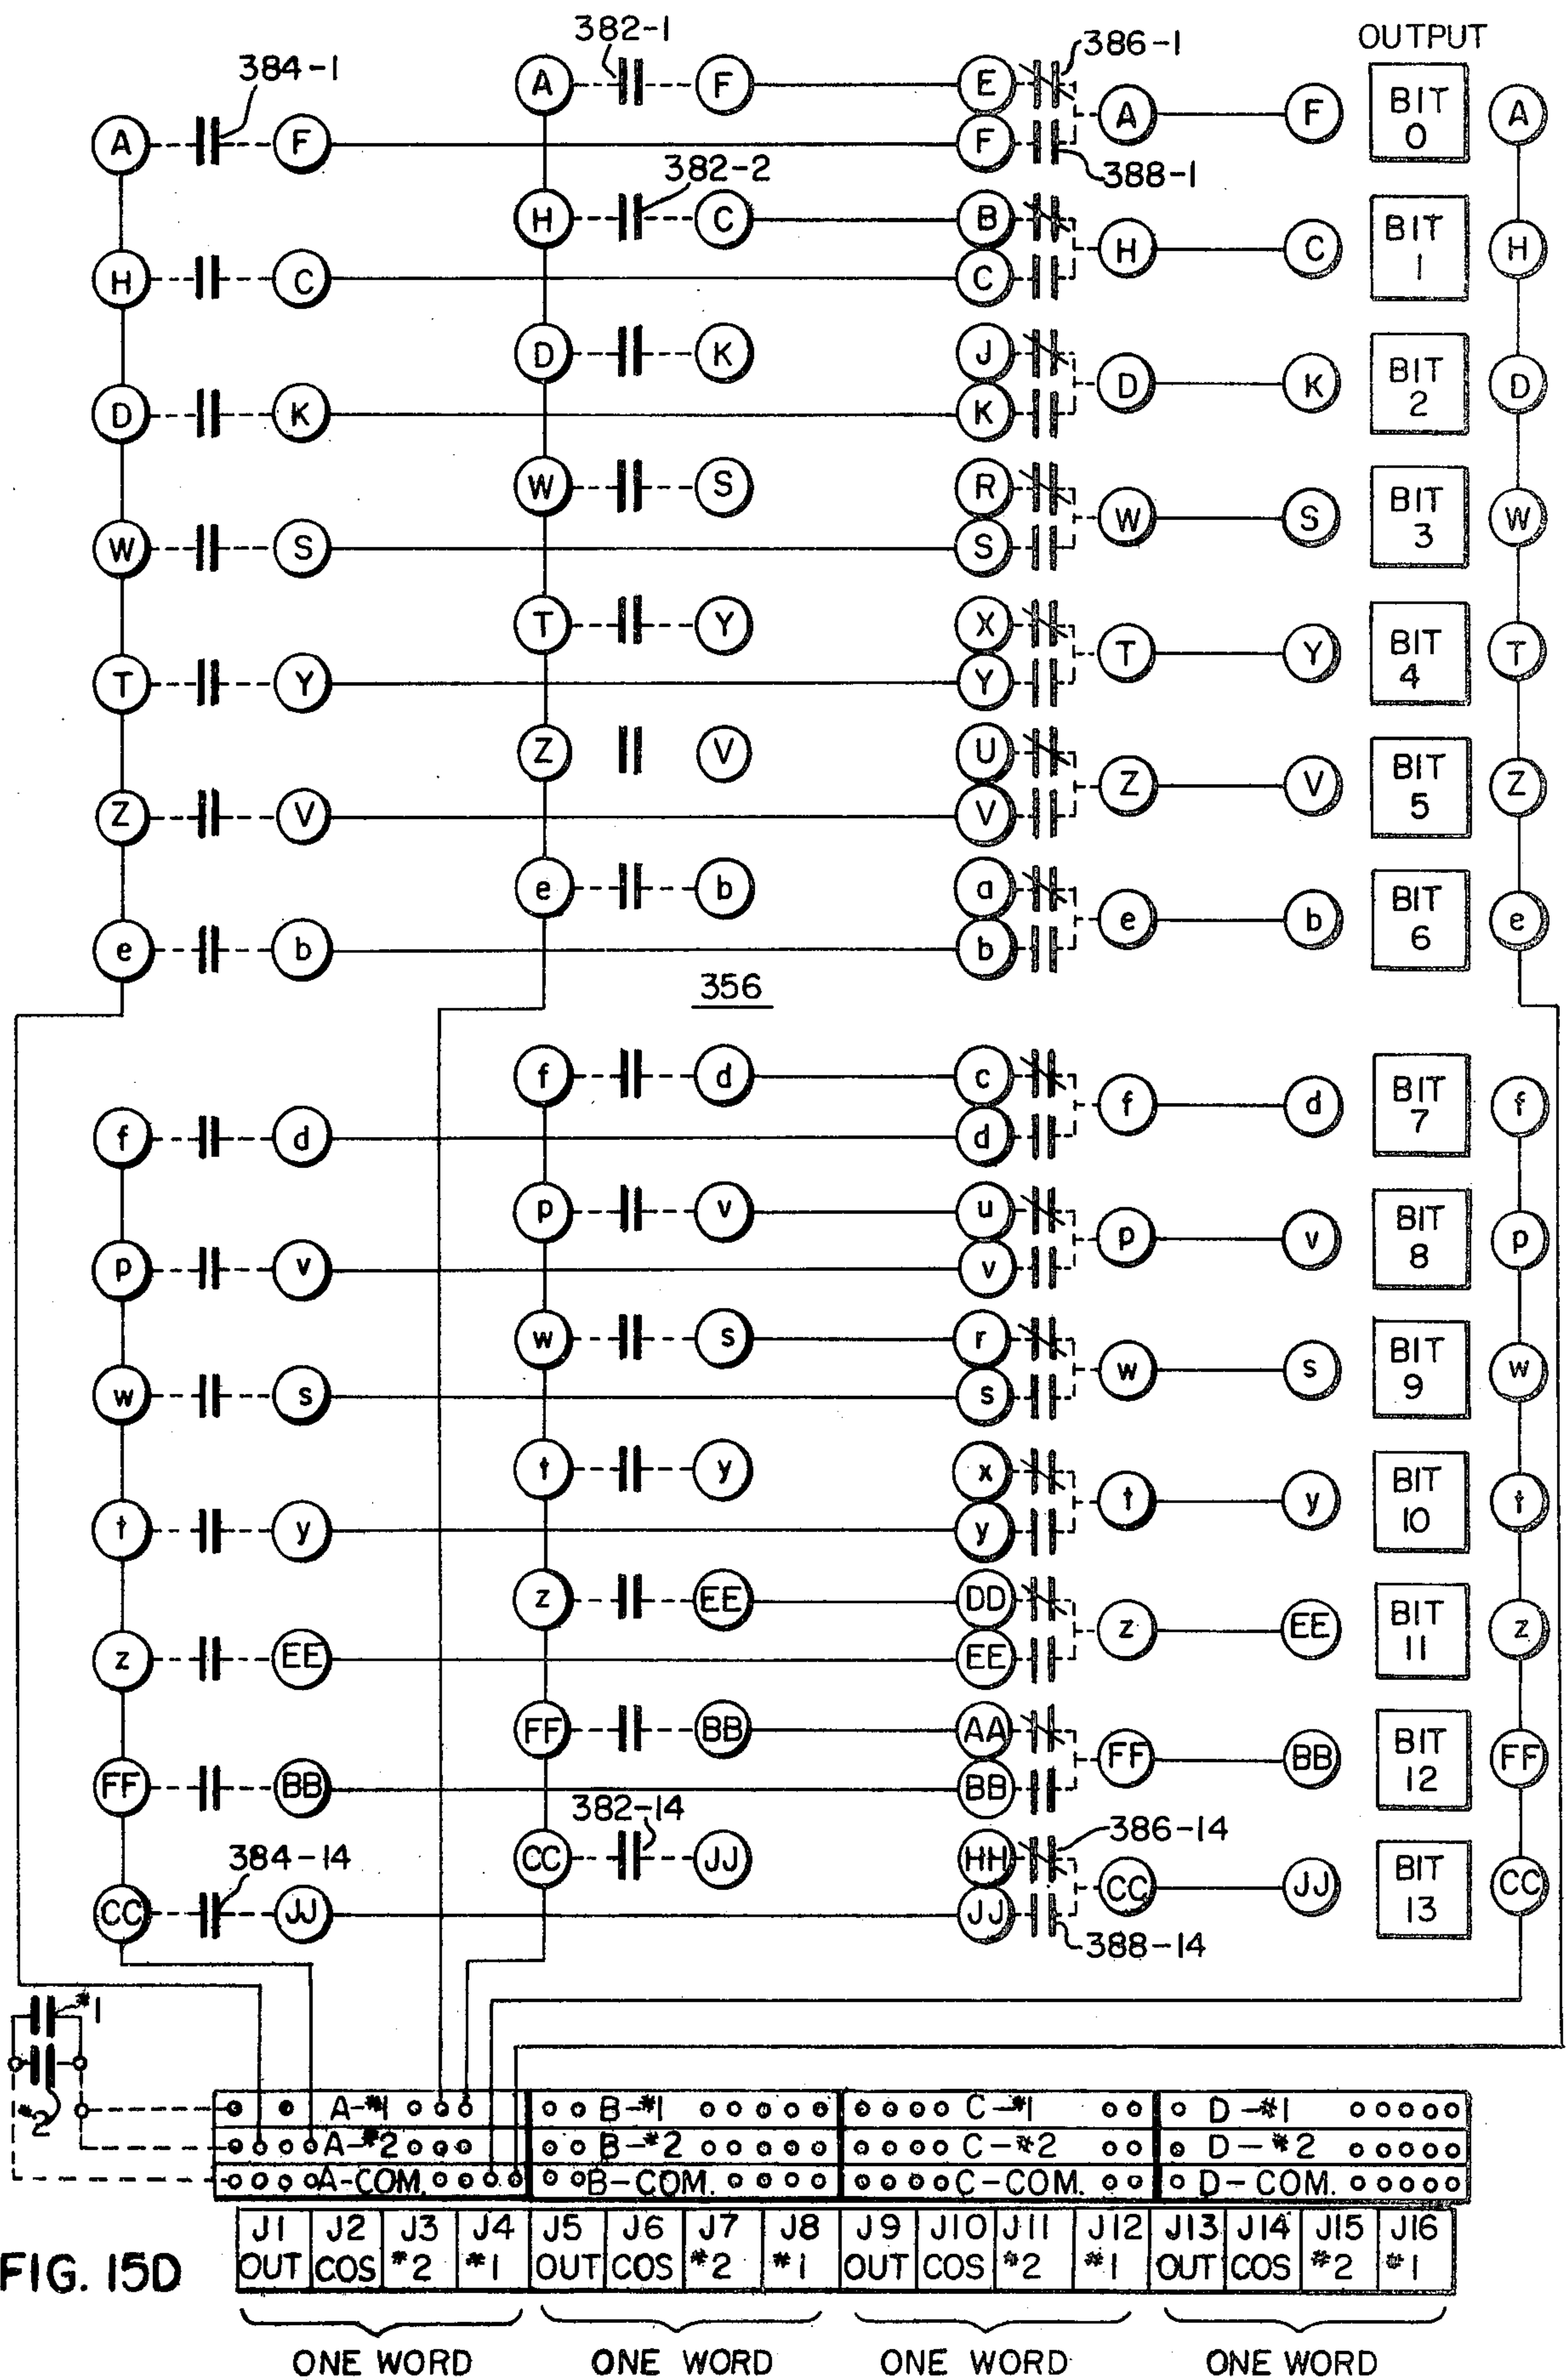 382-1
386-1
OUTPUT
384-1
A F E A F BIT 0 A
A F F
388-1
382-2
H C B H C BIT 1 H
H C C
D K J D K BIT 2 D
D K K
W S R W S BIT 3 W
W S S
T Y X T Y BIT 4 T
T Y Y
Z V U Z V BIT 5 Z
Z V V
e b a e b BIT 6 e
e b b
356
f d c f d BIT 7 f
f d d
p v u p v BIT 8 p
p v v
w s r w s BIT 9 w
w s s
t y x t y BIT 10 t
t y y
z EE DD z EE BIT 11 z
z EE EE
FF BB AA FF BB BIT 12 FF
FF BB BB
382-14
386-14
384-14
CC JJ HH CC JJ BIT 13 CC
CC JJ JJ
388-14
*1
*2
A-*1 B-*1 C-*1 D-*1
A-*2 B-*2 C-*2 D-*2
A-COM. B-COM. C-COM. D-COM.
J1 J2 J3 J4 J5 J6 J7 J8 J9 J10 J11 J12 J13 J14 J15 J16
OUT COS *2 *1 OUT COS *2 *1 OUT COS *2 *1 OUT COS *2 *1
FIG. 15D
ONE WORD ONE WORD ONE WORD ONE WORD